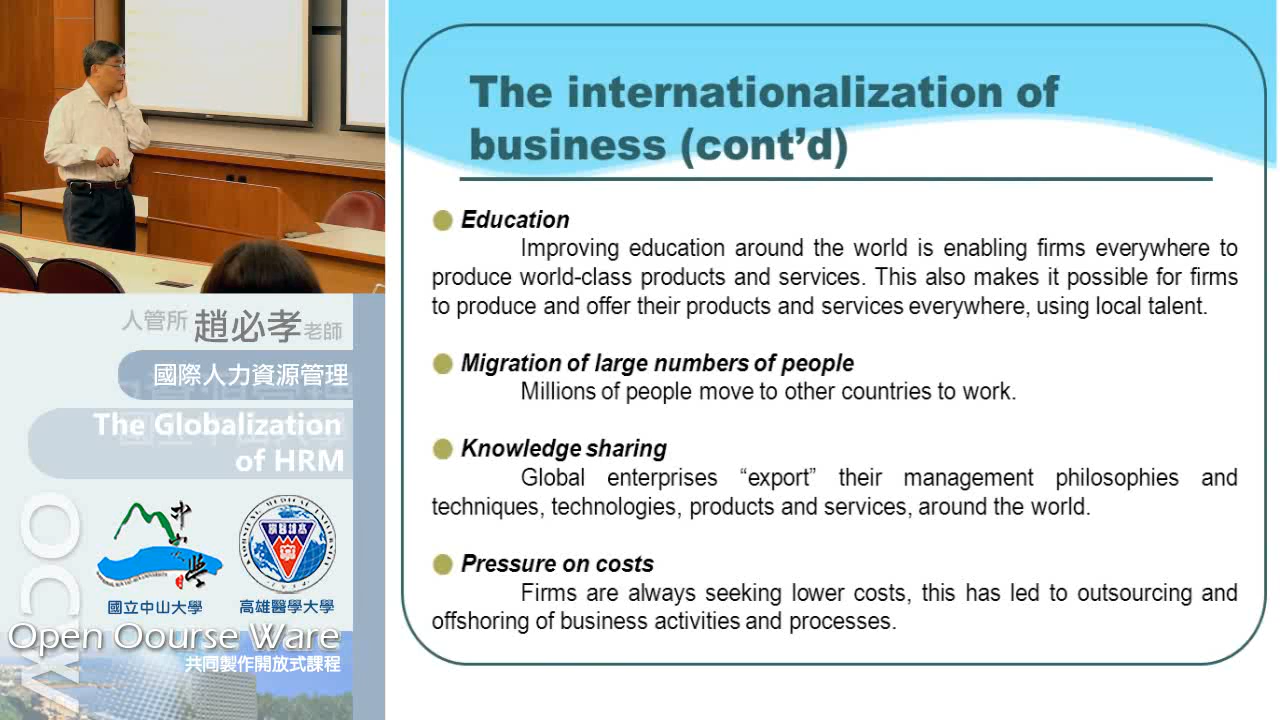 The internationalization of
business (cont’d)
Education
Improving education around the world is enabling firms everywhere to
produce world-class products and services. This also makes it possible for firms
to produce and offer their products and services everywhere, using local talent.
Migration of large numbers of people
Millions of people move to other countries to work.
Knowledge sharing
Global enterprises “export” their management philosophies and
techniques, technologies, products and services, around the world.
Pressure on costs
Firms are always seeking lower costs, this has led to outsourcing and
offshoring of business activities and processes.
人管所 趙必孝 老師
國際人力資源管理
The Globalization
of HRM
OCW
中山大學
國立中山大學
高雄醫學大學
Open Oourse Ware
共同製作開放式課程